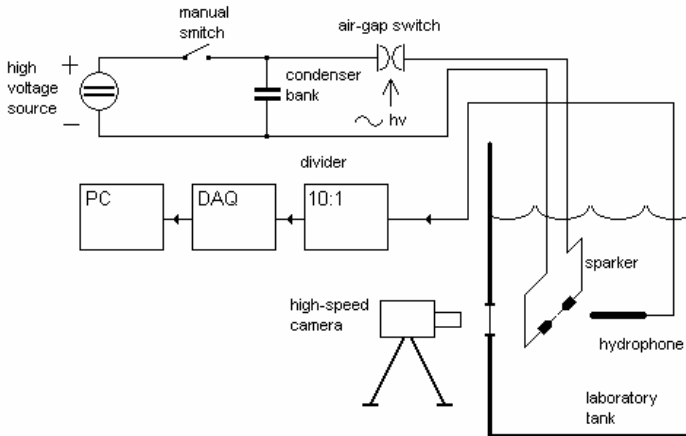 manual
smitch
air-gap switch
high
voltage
source
+
−
condenser
bank
hν
divider
PC
DAQ
10:1
sparker
high-speed
camera
hydrophone
laboratory
tank